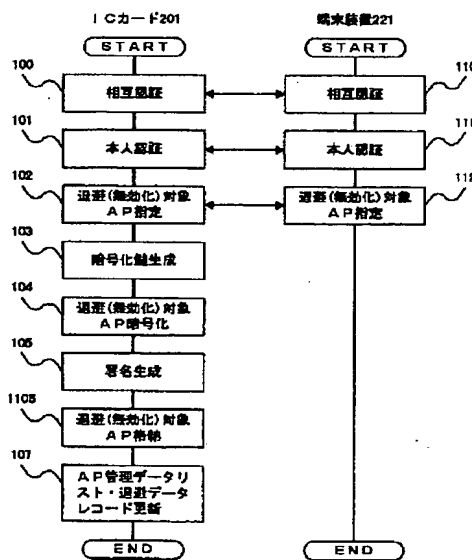 ICカード201
端末装置221
START
START
100
相互認証
110
相互認証
101
本人認証
111
本人認証
102
退避(無効化)対象
AP指定
112
退避(無効化)対象
AP指定
103
暗号化鍵生成
104
退避(無効化)対象
AP暗号化
105
署名生成
1105
退避(無効化)対象
AP格納
107
AP管理データリ
スト・退避データ
レコード更新
END
END